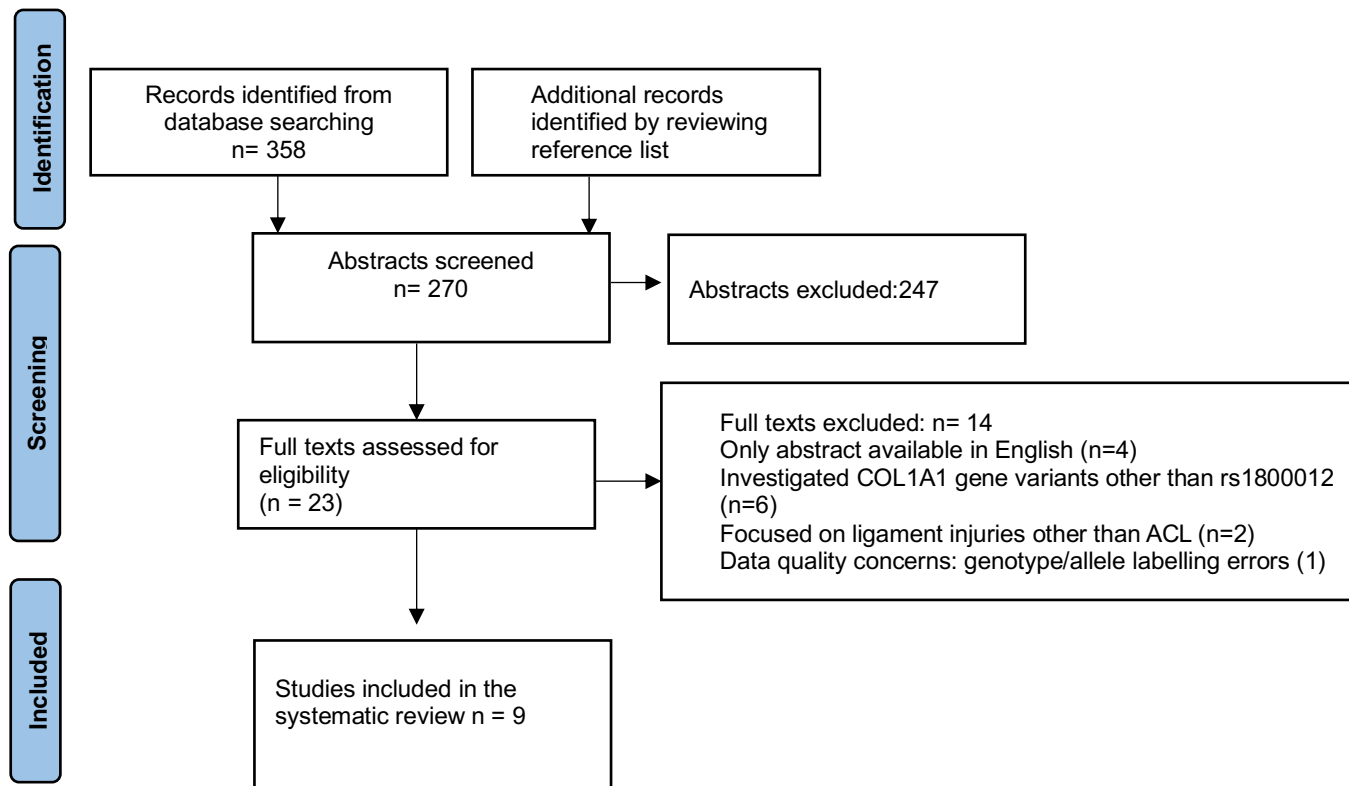 Identification
Records identified from
database searching
n= 358
Additional records
identified by reviewing
reference list
Screening
Abstracts screened
n= 270
Abstracts excluded:247
Full texts assessed for
eligibility
(n = 23)
Full texts excluded: n= 14
Only abstract available in English (n=4)
Investigated COL1A1 gene variants other than rs1800012
(n=6)
Focused on ligament injuries other than ACL (n=2)
Data quality concerns: genotype/allele labelling errors (1)
Included
Studies included in the
systematic review n = 9